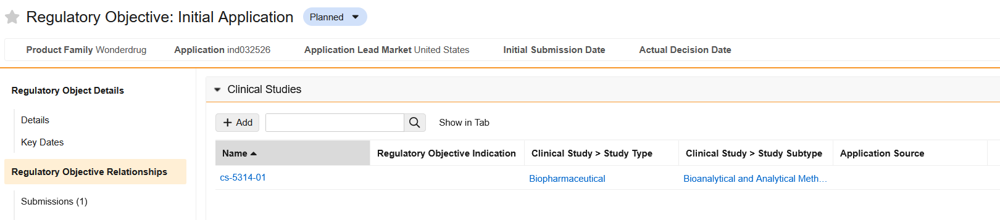 Regulatory Objective: Initial Application Planned
Product Family Wonderdrug Application ind032526 Application Lead Market United States Initial Submission Date Actual Decision Date
Regulatory Object Details
Details
Key Dates
Regulatory Objective Relationships
Submissions (1)
Clinical Studies
+ Add Show in Tab
Name Regulatory Objective Indication Clinical Study > Study Type Clinical Study > Study Subtype Application Source
cs-5314-01 Biopharmaceutical Bioanalytical and Analytical Meth…